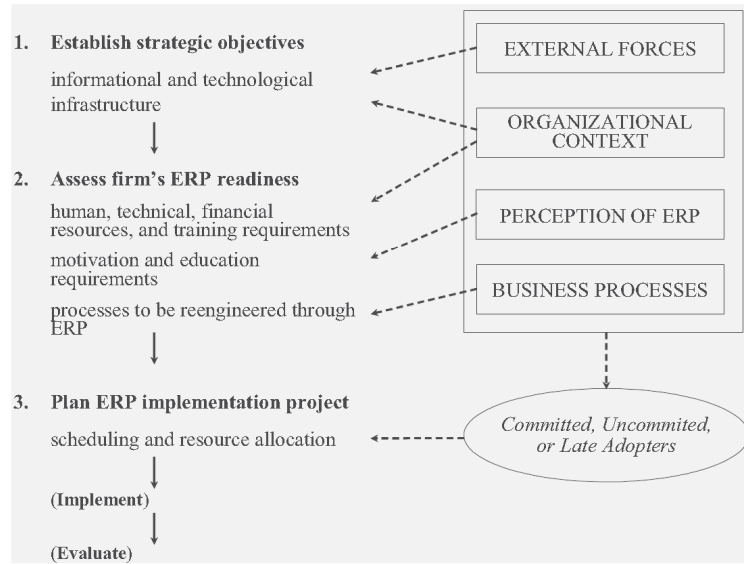 1. Establish strategic objectives
informational and technological
infrastructure
2. Assess firm's ERP readiness
human, technical, financial
resources, and training requirements
motivation and education
requirements
processes to be reengineered through
ERP
3. Plan ERP implementation project
scheduling and resource allocation
(Implement)
(Evaluate)
EXTERNAL FORCES
ORGANIZATIONAL
CONTEXT
PERCEPTION OF ERP
BUSINESS PROCESSES
Committed, Uncommited,
or Late Adopters